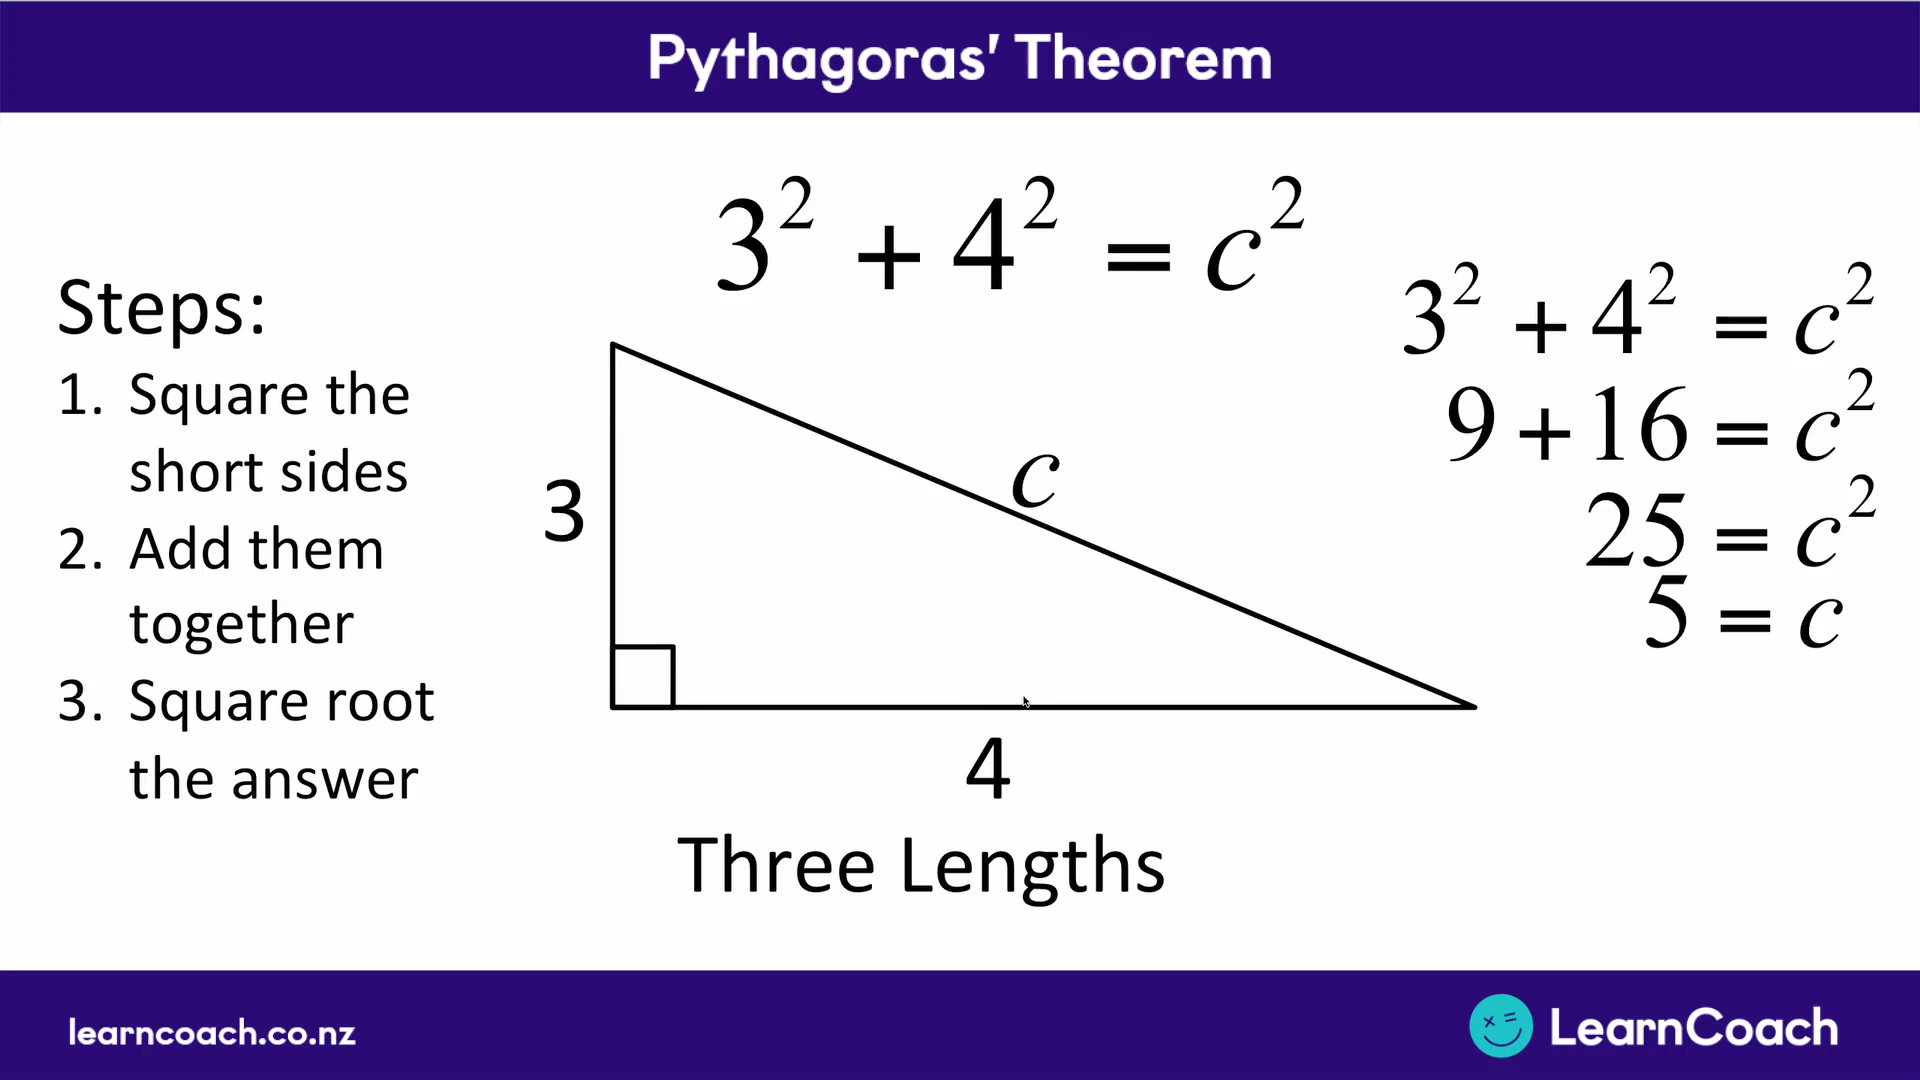 Pythagoras' Theorem
3² + 4² = c²
Steps:
1. Square the
short sides
2. Add them
together
3. Square root
the answer
3
c
4
Three Lengths
3² + 4² = c²
9 + 16 = c²
25 = c²
5 = c
learncoach.co.nz
LearnCoach